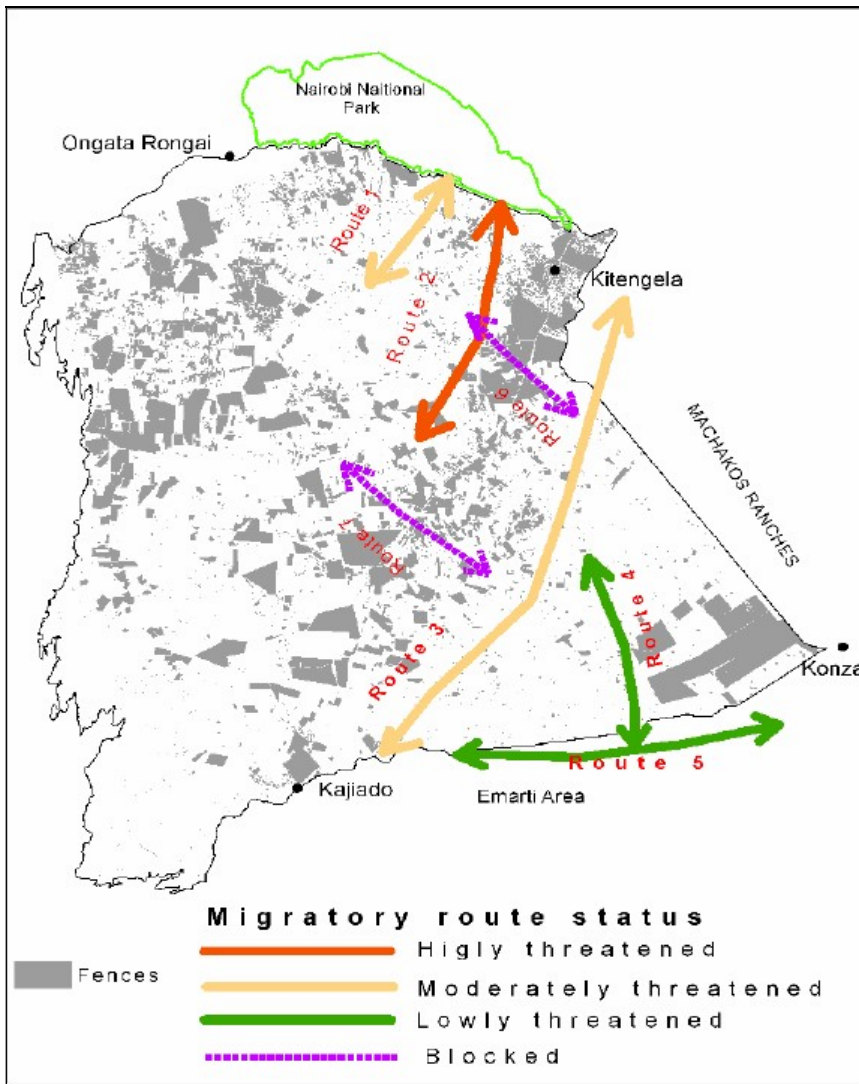 Nairobi Naitional
Park
Ongata Rongai
Route 1
Kitengela
Route 2
Route 6
MACHAKOS RANCHES
Route 7
Route 4
Route 3
Konza
Route 5
Kajiado
Emarti Area
Migratory route status
Higly threatened
Fences
Moderately threatened
Lowly threatened
Blocked